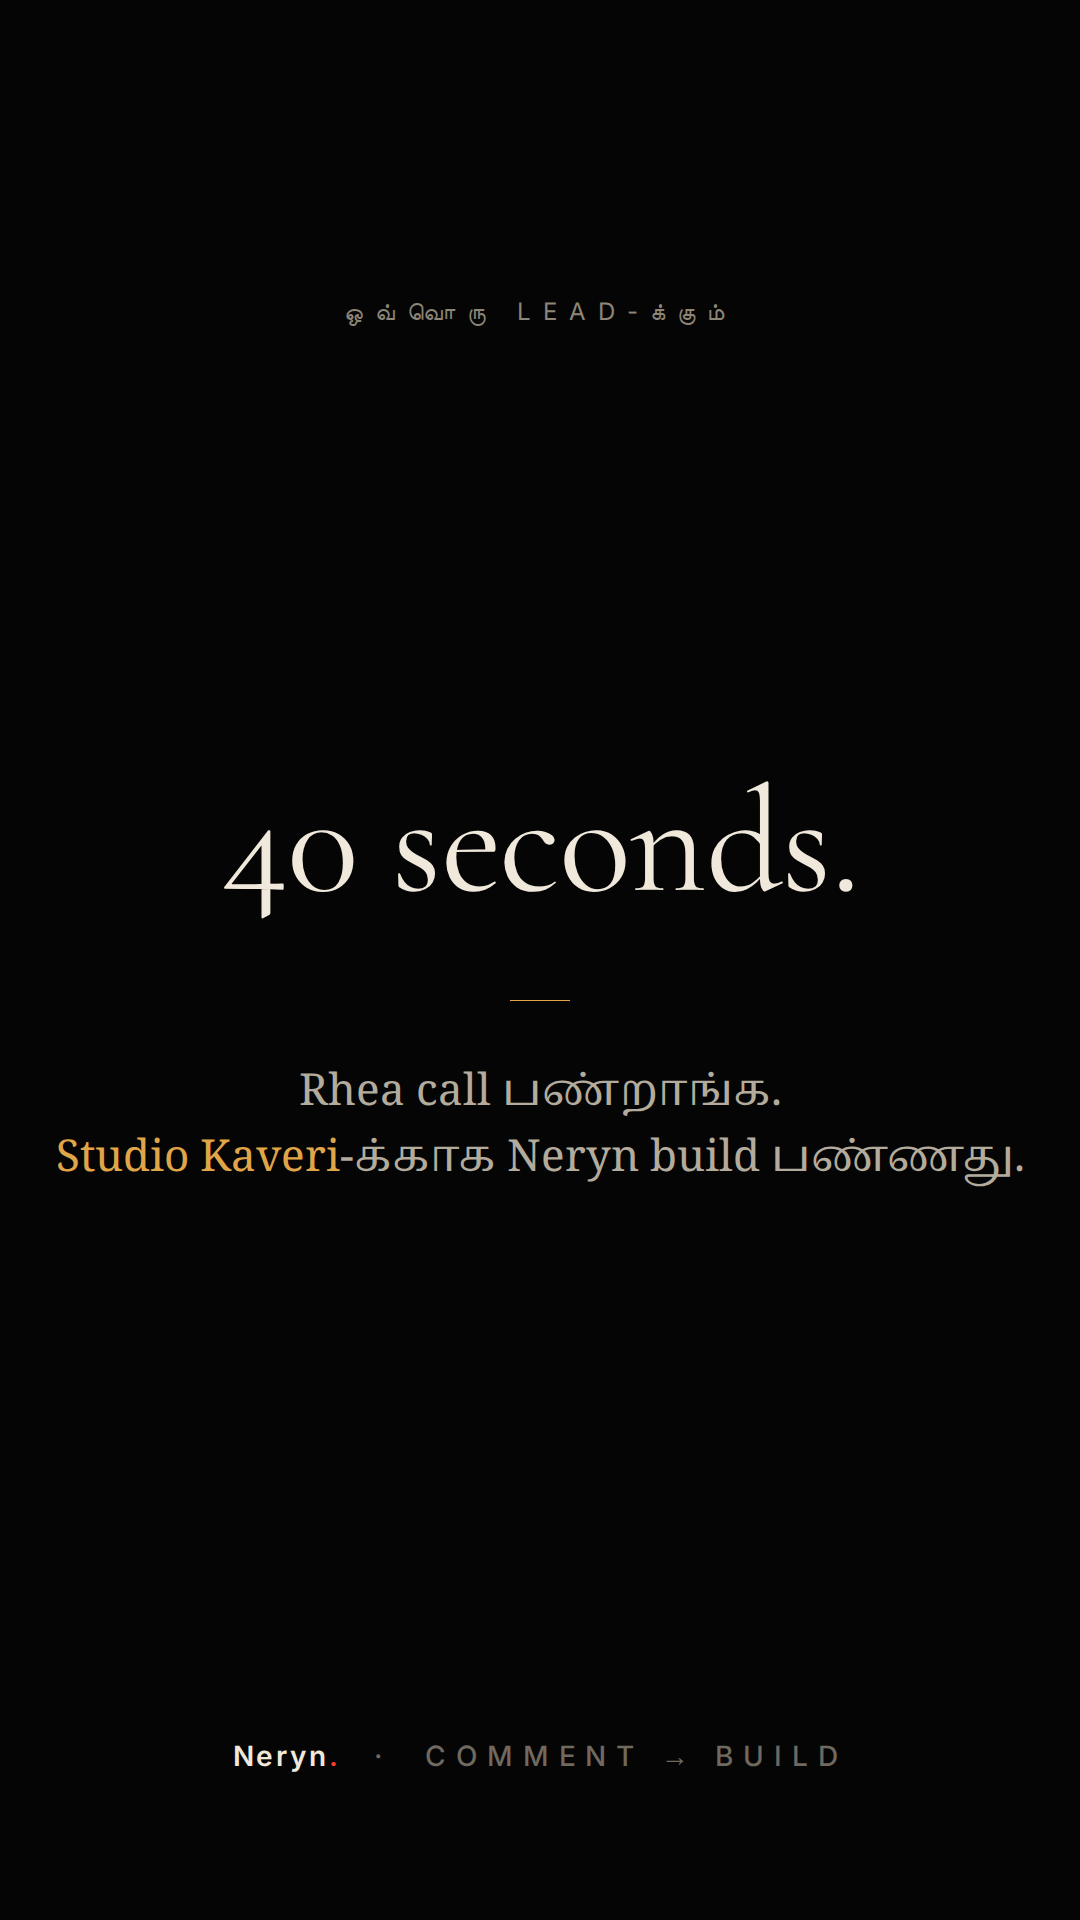 ஒவ்வொரு LEAD-க்கும்
40 seconds.
Rhea call பண்றாங்க.
Studio Kaveri-க்காக Neryn build பண்ணது.
Neryn. · COMMENT → BUILD